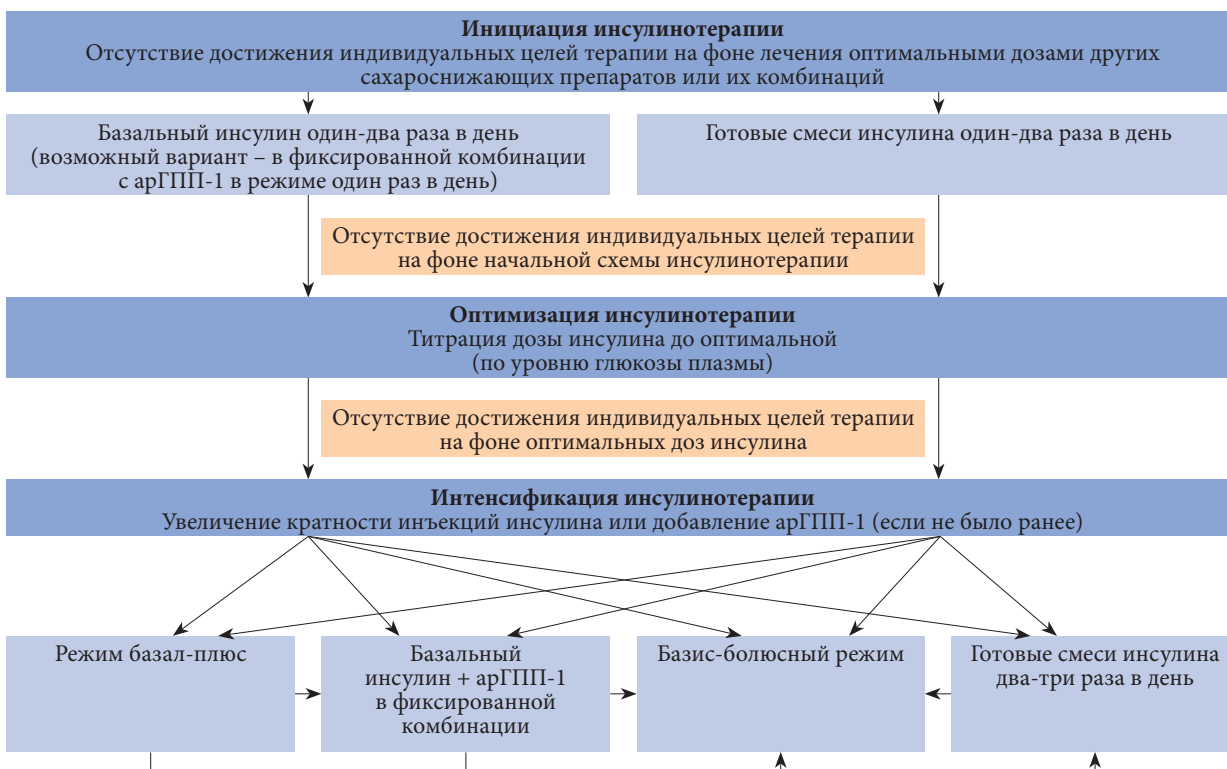 Инициация инсулинотерапии
Отсутствие достижения индивидуальных целей терапии на фоне лечения оптимальными дозами других
сахароснижающих препаратов или их комбинаций
Базальный инсулин один-два раза в день
(возможный вариант – в фиксированной комбинации
с арГПП-1 в режиме один раз в день)
Готовые смеси инсулина один-два раза в день
Отсутствие достижения индивидуальных целей терапии
на фоне начальной схемы инсулинотерапии
Оптимизация инсулинотерапии
Титрация дозы инсулина до оптимальной
(по уровню глюкозы плазмы)
Отсутствие достижения индивидуальных целей терапии
на фоне оптимальных доз инсулина
Интенсификация инсулинотерапии
Увеличение кратности инъекций инсулина или добавление арГПП-1 (если не было ранее)
Режим базал-плюс
Базальный
инсулин + арГПП-1
в фиксированной
комбинации
Базис-болюсный режим
Готовые смеси инсулина
два-три раза в день